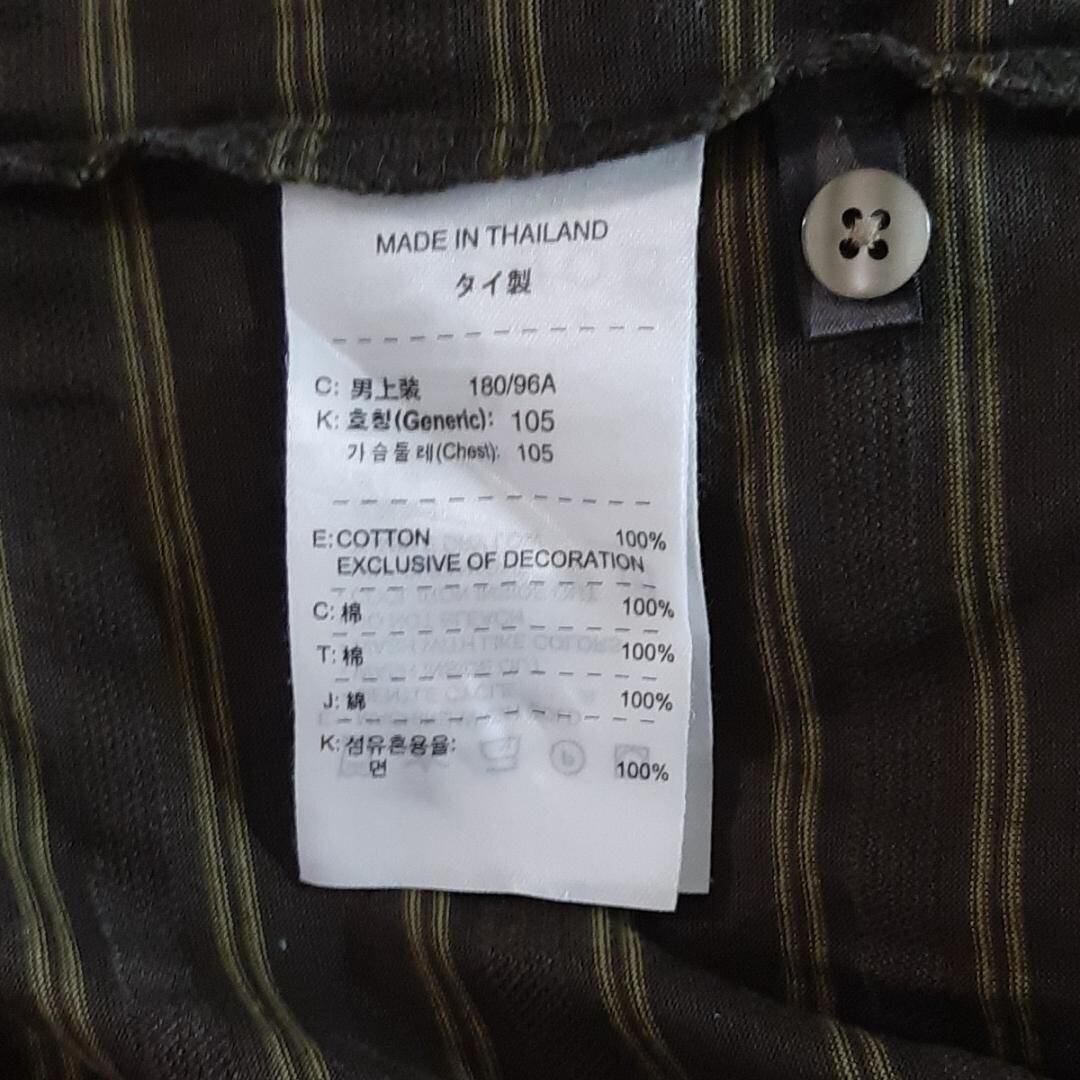 MADE IN THAILAND
タイ製
C: 男上装 180/96A
K: 호칭(Generic): 105
가슴둘레(Chest): 105
E: COTTON 100%
EXCLUSIVE OF DECORATION
C: 棉 100%
T: 棉 100%
J: 綿 100%
K: 섬유혼용율:
면 100%